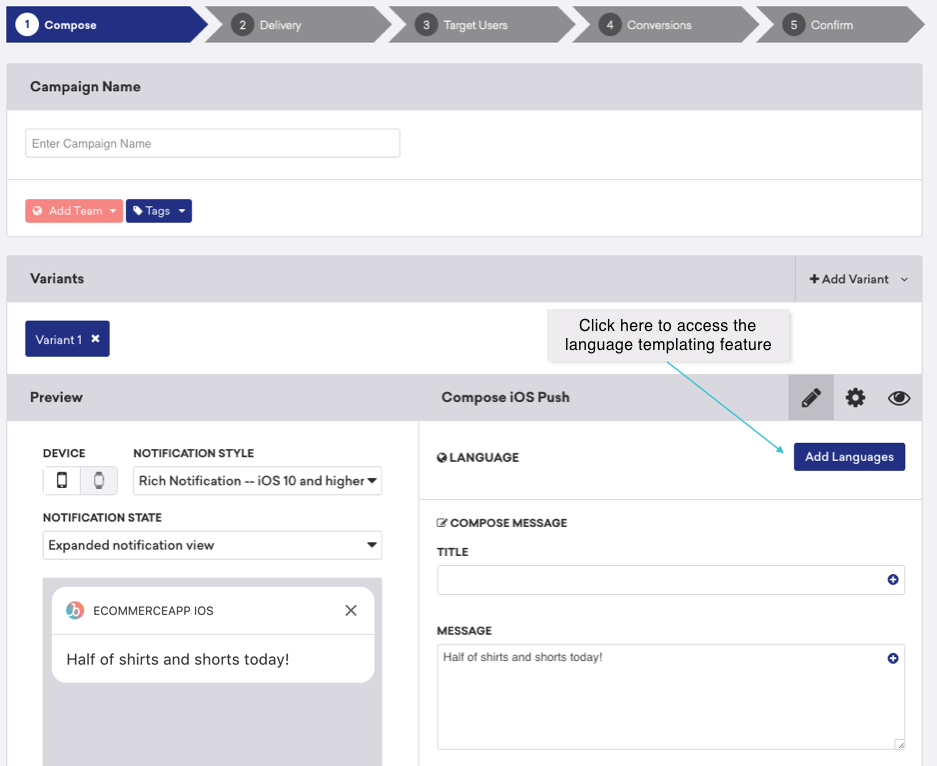 1 Compose
2 Delivery
3 Target Users
4 Conversions
5 Confirm
Campaign Name
Enter Campaign Name
Add Team
Tags
Variants
+ Add Variant
Variant 1 ×
Click here to access the
language templating feature
Preview
Compose iOS Push
DEVICE
NOTIFICATION STYLE
Rich Notification -- iOS 10 and higher
NOTIFICATION STATE
Expanded notification view
b ECOMMERCEAPP IOS
Half of shirts and shorts today!
LANGUAGE
Add Languages
COMPOSE MESSAGE
TITLE
MESSAGE
Half of shirts and shorts today!